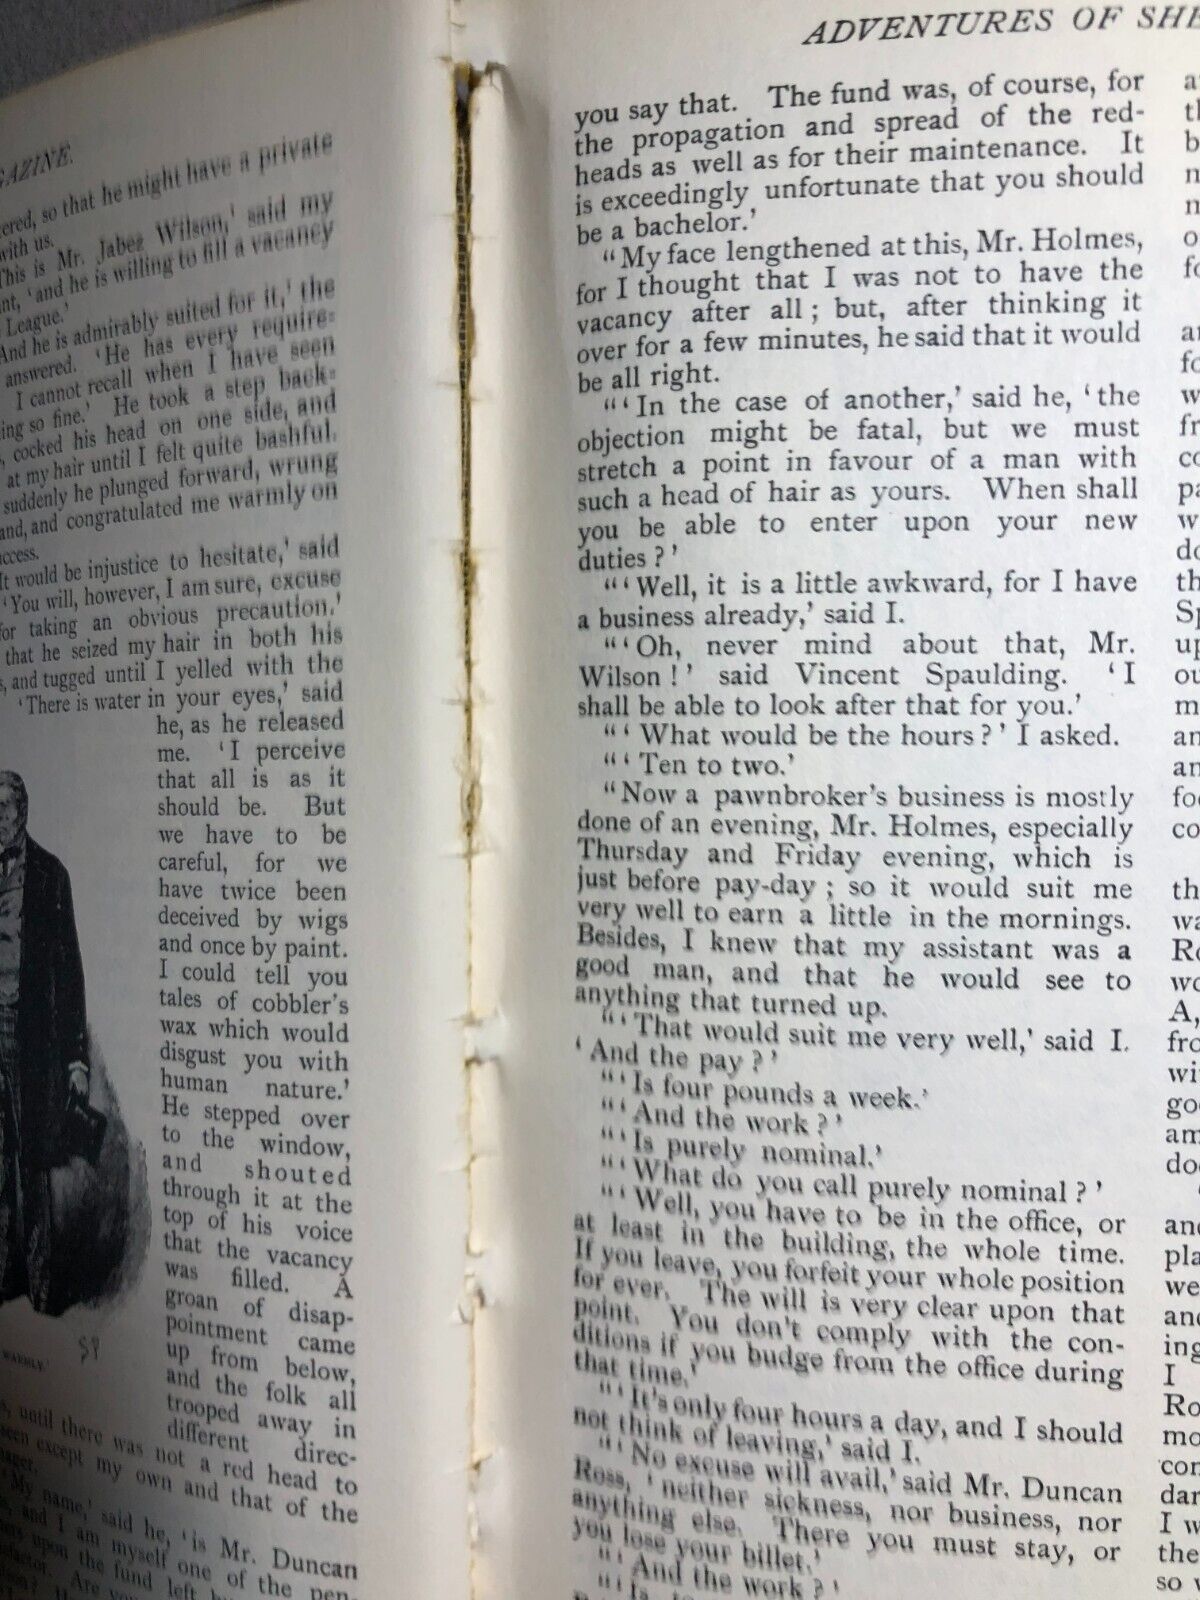 GAZINE.
ered, so that he might have a private
with us.
This is Mr. Jabez Wilson,' said my
nt, 'and he is willing to fill a vacancy
League.'
And he is admirably suited for it,' the
answered. 'He has every require-
I cannot recall when I have seen
ing so fine.' He took a step back-
, cocked his head on one side, and
at my hair until I felt quite bashful.
suddenly he plunged forward, wrung
and, and congratulated me warmly on
ccess.
It would be injustice to hesitate,' said
'You will, however, I am sure, excuse
for taking an obvious precaution.'
that he seized my hair in both his
s, and tugged until I yelled with the
'There is water in your eyes,' said
he, as he released
me. 'I perceive
that all is as it
should be. But
we have to be
careful, for we
have twice been
deceived by wigs
and once by paint.
I could tell you
tales of cobbler's
wax which would
disgust you with
human nature.'
He stepped over
to the window,
and shouted
through it at the
top of his voice
that the vacancy
was filled. A
groan of disap-
pointment came
up from below,
and the folk all
trooped away in
different direc-
WARMLY.'
s, until there was not a red head to
seen except my own and that of the
nager.
'My name,' said he, 'is Mr. Duncan
s, and I am myself one of the pen-
ners upon the fund left
efactor. Are you
ADVENTURES OF SHE
you say that. The fund was, of course, for
the propagation and spread of the red-
heads as well as for their maintenance. It
is exceedingly unfortunate that you should
be a bachelor.'
"My face lengthened at this, Mr. Holmes,
for I thought that I was not to have the
vacancy after all ; but, after thinking it
over for a few minutes, he said that it would
be all right.
"'In the case of another,' said he, 'the
objection might be fatal, but we must
stretch a point in favour of a man with
such a head of hair as yours. When shall
you be able to enter upon your new
duties ?'
"'Well, it is a little awkward, for I have
a business already,' said I.
"'Oh, never mind about that, Mr.
Wilson !' said Vincent Spaulding. 'I
shall be able to look after that for you.'
"'What would be the hours ?' I asked.
"'Ten to two.'
"Now a pawnbroker's business is mostly
done of an evening, Mr. Holmes, especially
Thursday and Friday evening, which is
just before pay-day ; so it would suit me
very well to earn a little in the mornings.
Besides, I knew that my assistant was a
good man, and that he would see to
anything that turned up.
"'That would suit me very well,' said I.
'And the pay ?'
"'Is four pounds a week.'
"'And the work ?'
"'Is purely nominal.'
"'What do you call purely nominal ?'
"'Well, you have to be in the office, or
at least in the building, the whole time.
If you leave, you forfeit your whole position
for ever. The will is very clear upon that
point. You don't comply with the con-
ditions if you budge from the office during
that time.'
"'It's only four hours a day, and I should
not think of leaving,' said I.
"'No excuse will avail,' said Mr. Duncan
Ross, 'neither sickness, nor business, nor
anything else. There you must stay, or
you lose your billet.'
"'And the work ?'
"'Is to